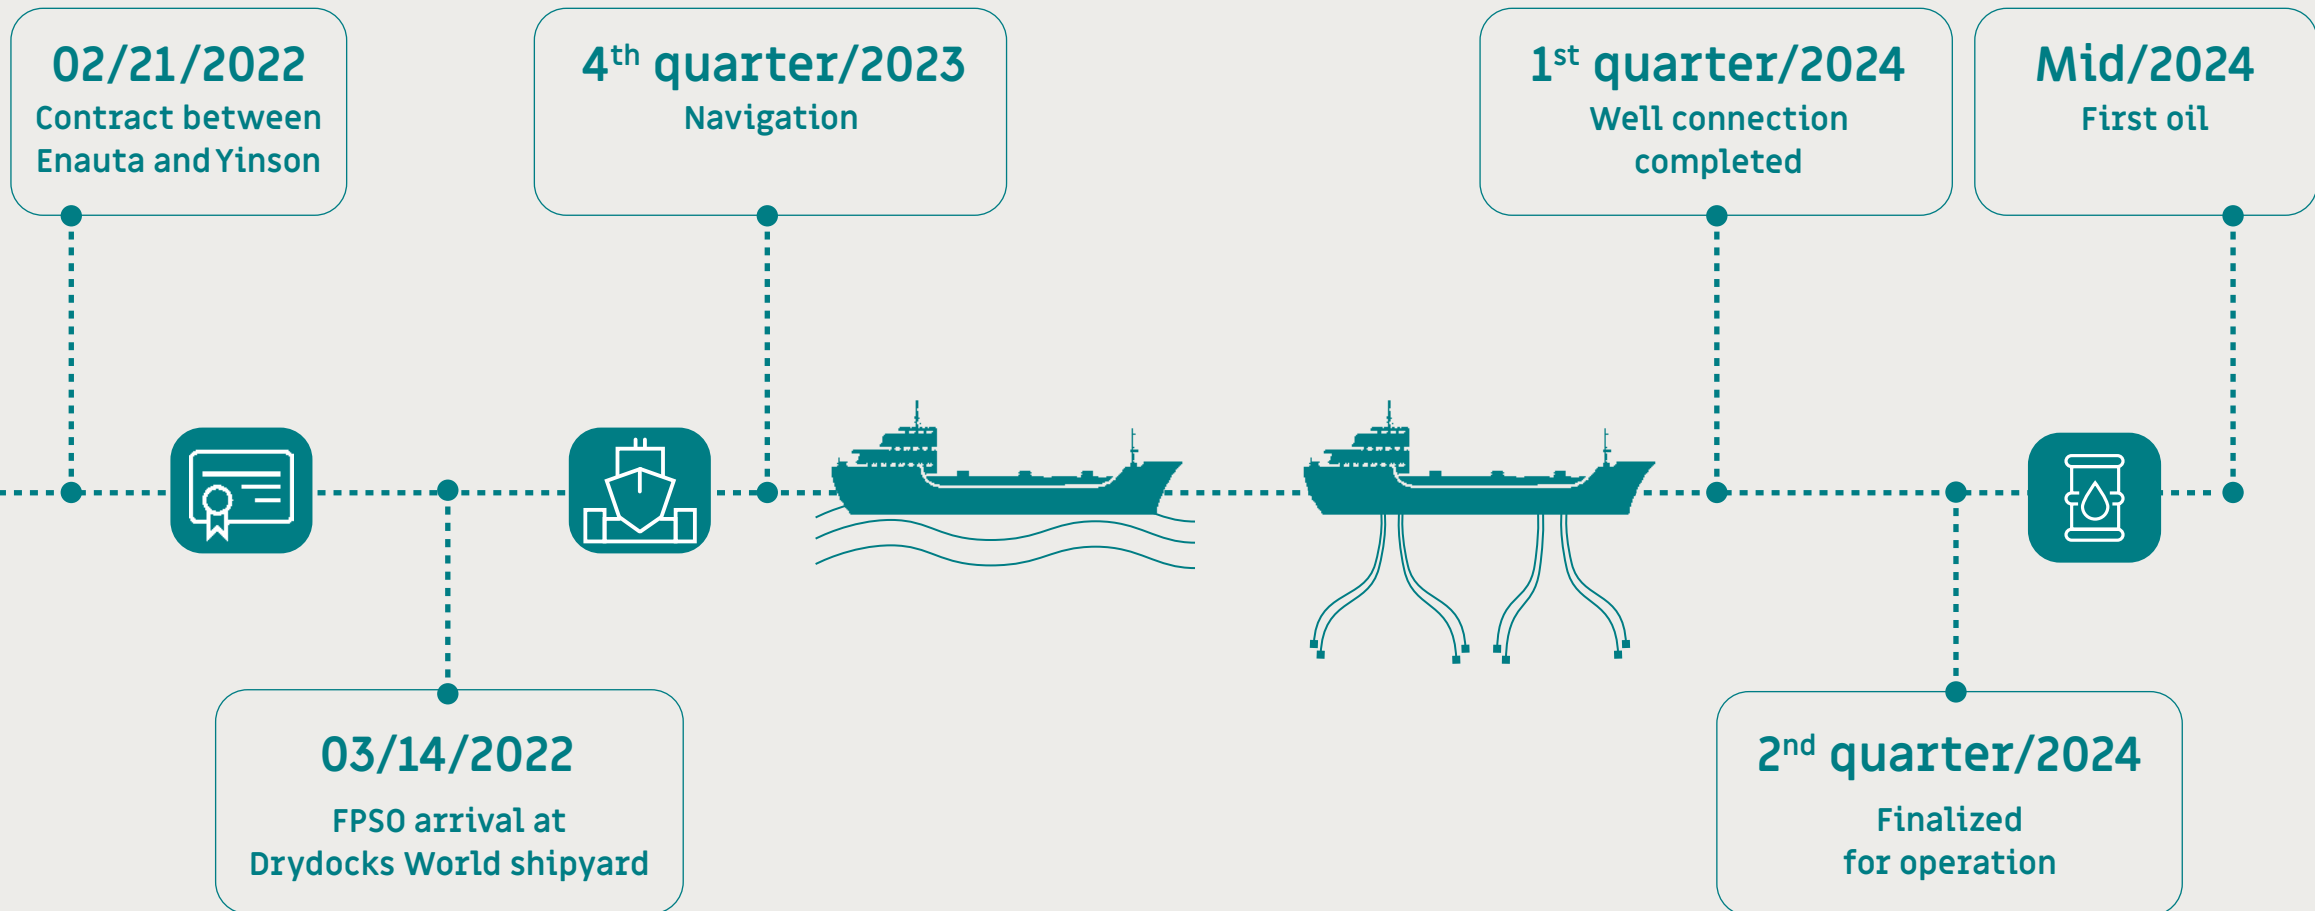 02/21/2022
Contract between
Enauta and Yinson
03/14/2022
FPSO arrival at
Drydocks World shipyard
4th quarter/2023
Navigation
1st quarter/2024
Well connection
completed
2nd quarter/2024
Finalized
for operation
Mid/2024
First oil